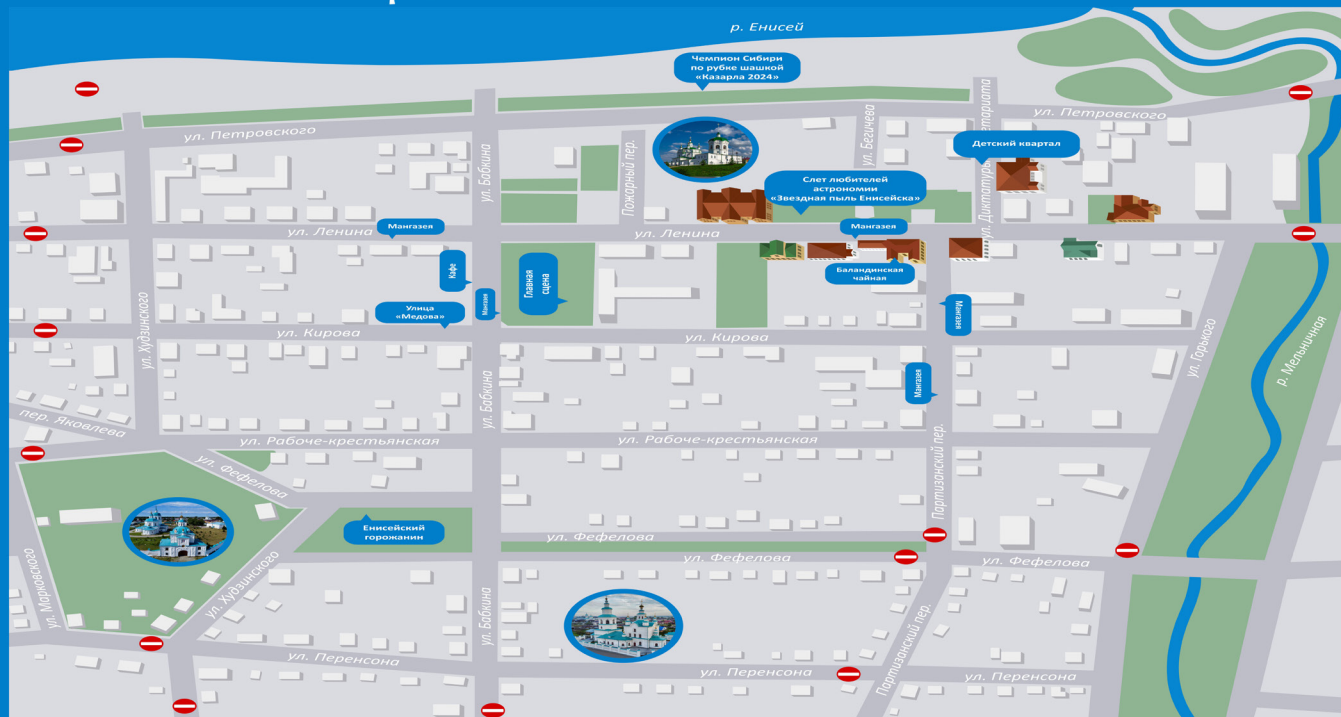 р. Енисей
Чемпион Сибири
по рубке шашкой
«Казарла 2024»
ул. Петровского
ул. Петровского
ул. Бабкина
Пожарный пер.
ул. Бегичева
Детский квартал
Слет любителей
астрономии
«Звездная пыль Енисейска»
ул. Диктатуры
етариата
Мангазея
ул. Ленина
ул. Ленина
Мангазея
Кафе
Мангазея
Главная
сцена
Баландинская
чайная
Мангазея
Улица
«Медова»
ул. Худзинского
ул. Кирова
ул. Кирова
ул. Горького
р. Мельничная
ул. Бабкина
Мангазея
пер. Яковлева
ул. Рабоче-крестьянская
ул. Рабоче-крестьянская
ул. Фефелова
Партизанский пер.
Енисейский
горожанин
ул. Фефелова
ул. Фефелова
ул. Фефелова
ул. Марковского
ул. Худзинского
ул. Бабкина
Партизанский пер.
ул. Перенсона
ул. Перенсона
ул. Перенсона